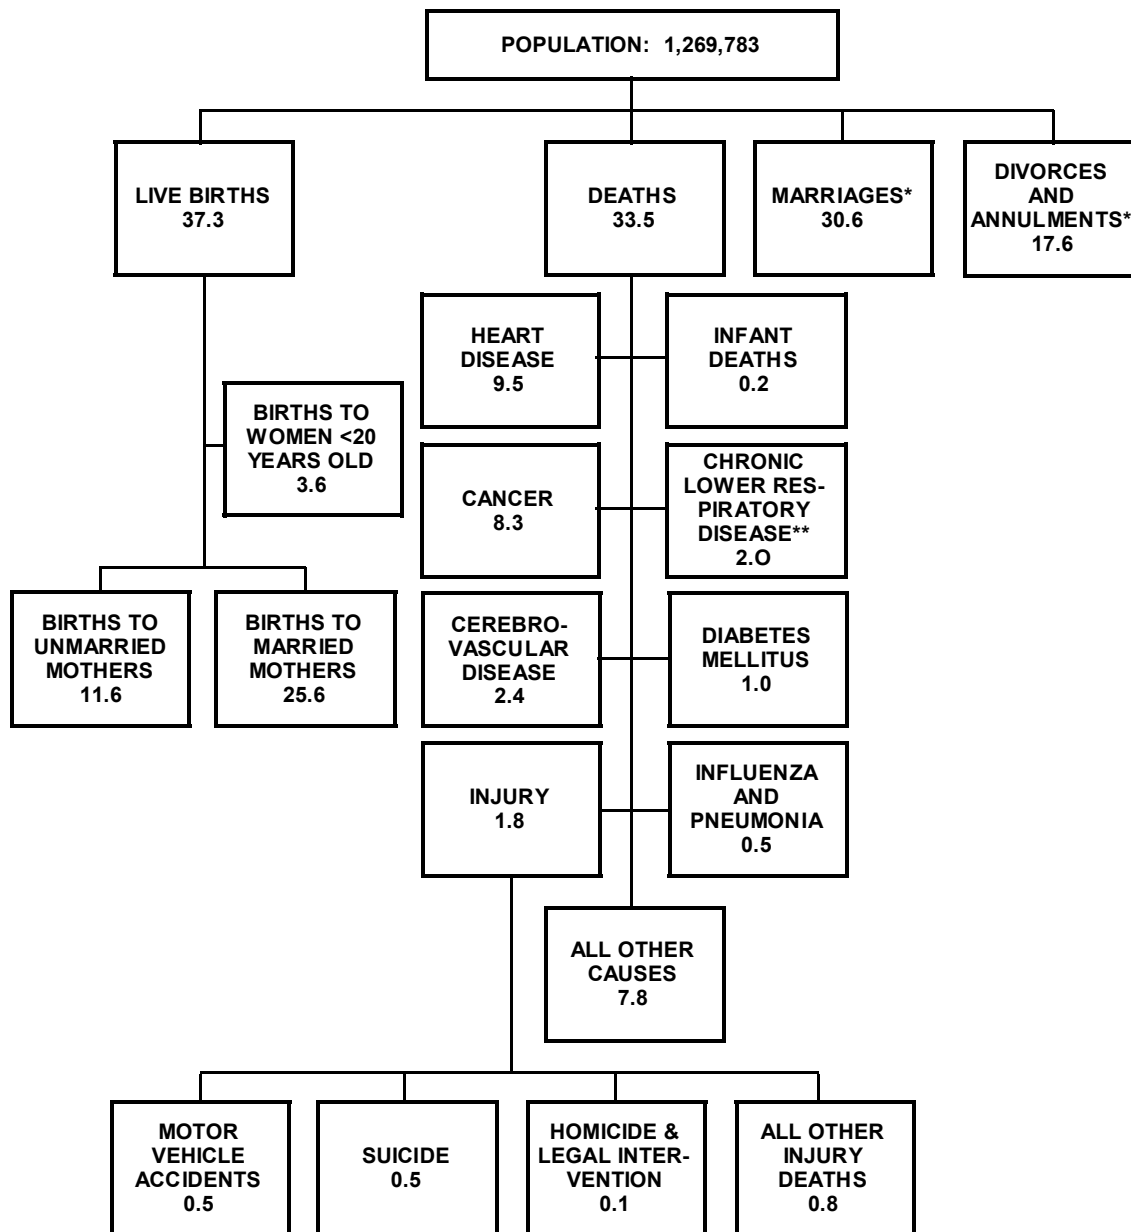 POPULATION:  1,269,783
LIVE BIRTHS
37.3
DEATHS
33.5
MARRIAGES*
30.6
DIVORCES
AND
ANNULMENTS*
17.6
HEART
DISEASE
9.5
INFANT
DEATHS
0.2
BIRTHS TO
WOMEN <20
YEARS OLD
3.6
CANCER
8.3
CHRONIC
LOWER RES-
PIRATORY
DISEASE**
2.O
BIRTHS TO
UNMARRIED
MOTHERS
11.6
BIRTHS TO
MARRIED
MOTHERS
25.6
CEREBRO-
VASCULAR
DISEASE
2.4
DIABETES
MELLITUS
1.0
INJURY
1.8
INFLUENZA
AND
PNEUMONIA
0.5
ALL OTHER
CAUSES
7.8
MOTOR
VEHICLE
ACCIDENTS
0.5
SUICIDE
0.5
HOMICIDE &
LEGAL INTER-
VENTION
0.1
ALL OTHER
INJURY
DEATHS
0.8